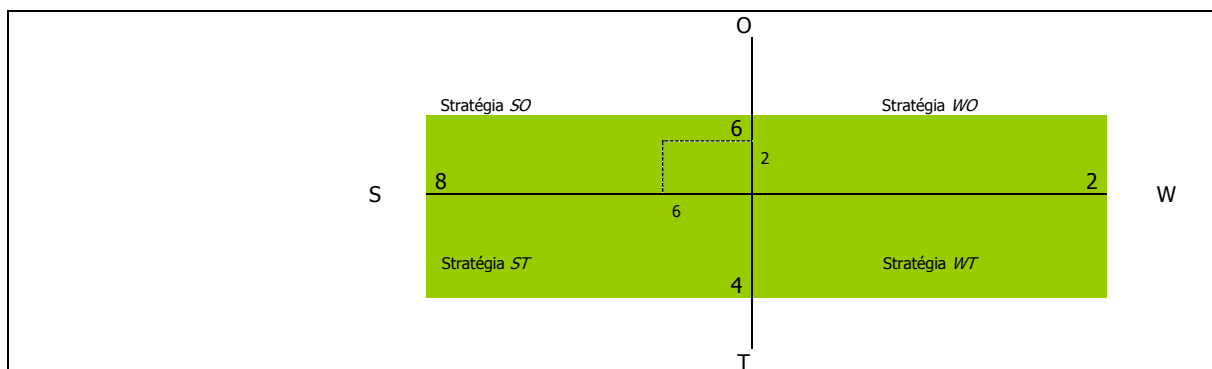 O
Stratégia SO
Stratégia WO
6
2
S
8
2
W
6
Stratégia ST
Stratégia WT
4
T